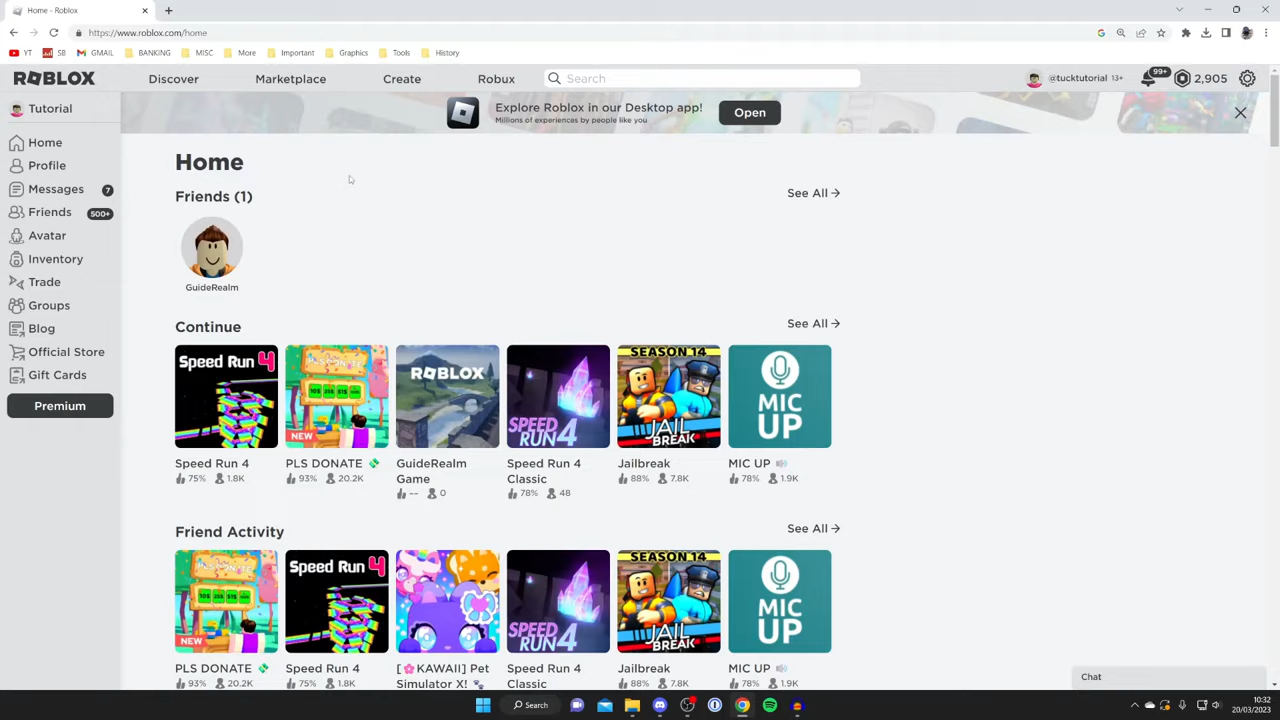 Home - Roblox
https://www.roblox.com/home
YT
SB
GMAIL
BANKING
MISC
More
Important
Graphics
Tools
History
ROBLOX
Discover
Marketplace
Create
Robux
Search
@tucktutorial 13+
99+
2,905
Tutorial
Explore Roblox in our Desktop app!
Millions of experiences by people like you
Open
Home
Profile
Messages 7
Friends 500+
Avatar
Inventory
Trade
Groups
Blog
Official Store
Gift Cards
Premium
Home
Friends (1)
See All
GuideRealm
Continue
See All
Speed Run 4
NEW
ROBLOX
SPEED
RUN 4
SEASON 14
JAIL
BREAK
MIC
UP
Speed Run 4
75% 1.8K
PLS DONATE
93% 20.2K
GuideRealm
Game
-- 0
Speed Run 4
Classic
78% 48
Jailbreak
88% 7.8K
MIC UP
78% 1.9K
Friend Activity
See All
NEW
Speed Run 4
SPEED
RUN 4
SEASON 14
JAIL
BREAK
MIC
UP
PLS DONATE
93% 20.2K
Speed Run 4
75% 1.8K
[🌸KAWAII] Pet
Simulator X! 🐾
Speed Run 4
Classic
Jailbreak
88% 7.8K
MIC UP
78% 1.9K
Chat
Search
10:32
20/03/2023